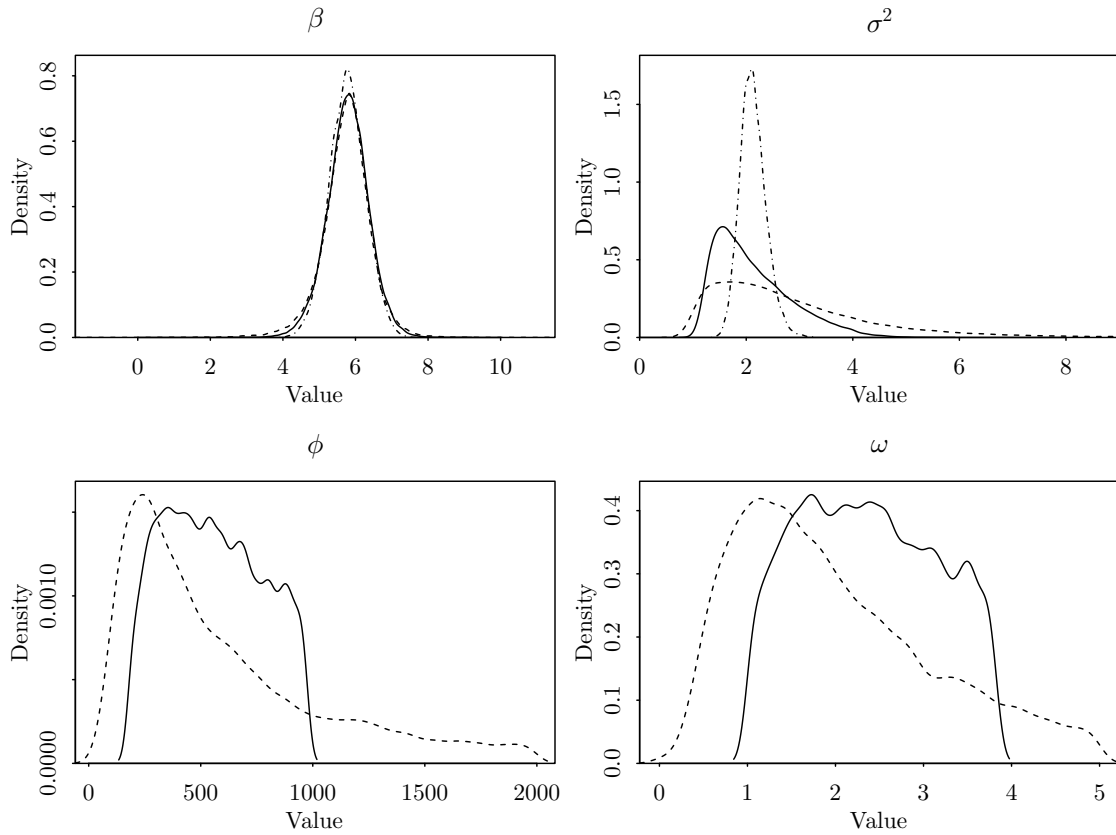 β
Density
0.0 0.2 0.4 0.6 0.8
0 2 4 6 8 10
Value
σ²
Density
0.0 0.5 1.0 1.5
0 2 4 6 8
Value
φ
Density
0.0000 0.0010
0 500 1000 1500 2000
Value
ω
Density
0.0 0.1 0.2 0.3 0.4
0 1 2 3 4 5
Value